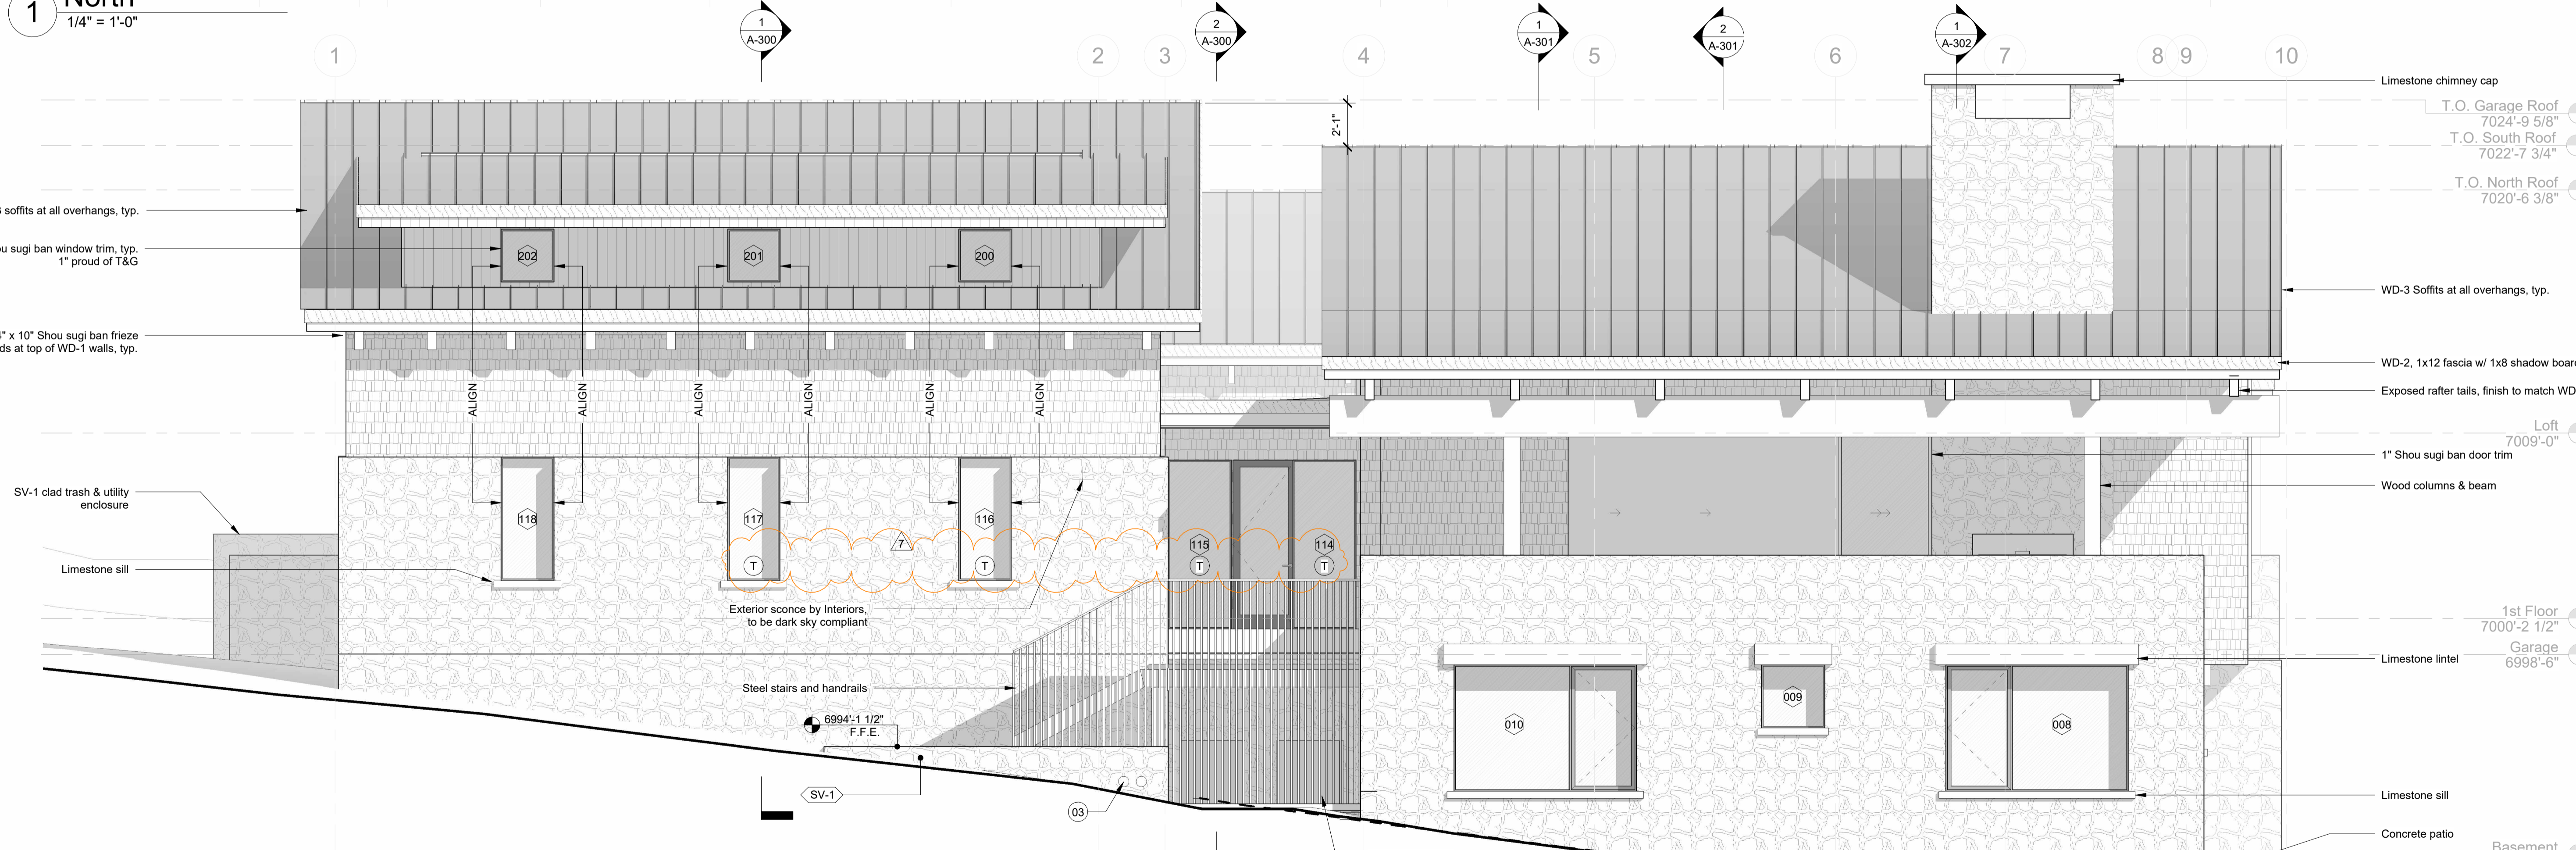 1
North
1/4" = 1'-0"
1
A-300
2
A-300
1
A-301
2
A-301
1
A-302
1
2
3
4
5
6
7
8
9
10
Limestone chimney cap
T.O. Garage Roof
7024'-9 5/8"
T.O. South Roof
7022'-7 3/4"
T.O. North Roof
7020'-6 3/8"
2'-1"
soffits at all overhangs, typ.
sugi ban window trim, typ.
1" proud of T&G
202
201
200
WD-3 Soffits at all overhangs, typ.
x 10" Shou sugi ban frieze
at top of WD-1 walls, typ.
WD-2, 1x12 fascia w/ 1x8 shadow
Exposed rafter tails, finish to match
ALIGN
ALIGN
ALIGN
ALIGN
ALIGN
ALIGN
Loft
7009'-0"
1" Shou sugi ban door trim
Wood columns & beam
SV-1 clad trash & utility
enclosure
118
117
116
115
114
7
T
T
T
T
Limestone sill
Exterior sconce by Interiors,
to be dark sky compliant
1st Floor
7000'-2 1/2"
Garage
6998'-6"
Limestone lintel
Steel stairs and handrails
6994'-1 1/2"
F.F.E.
010
009
008
SV-1
03
Limestone sill
Concrete patio
Basement